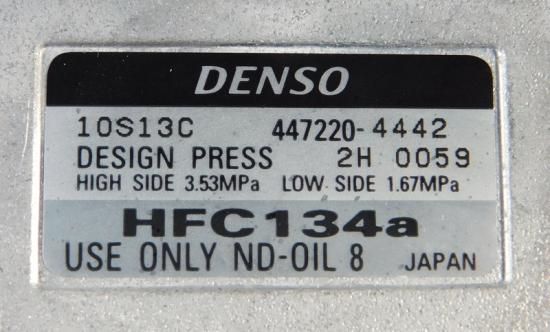 DENSO
10S13C 447220-4442
DESIGN PRESS 2H 0059
HIGH SIDE 3.53MPa LOW SIDE 1.67MPa
HFC134a
USE ONLY ND-OIL 8 JAPAN